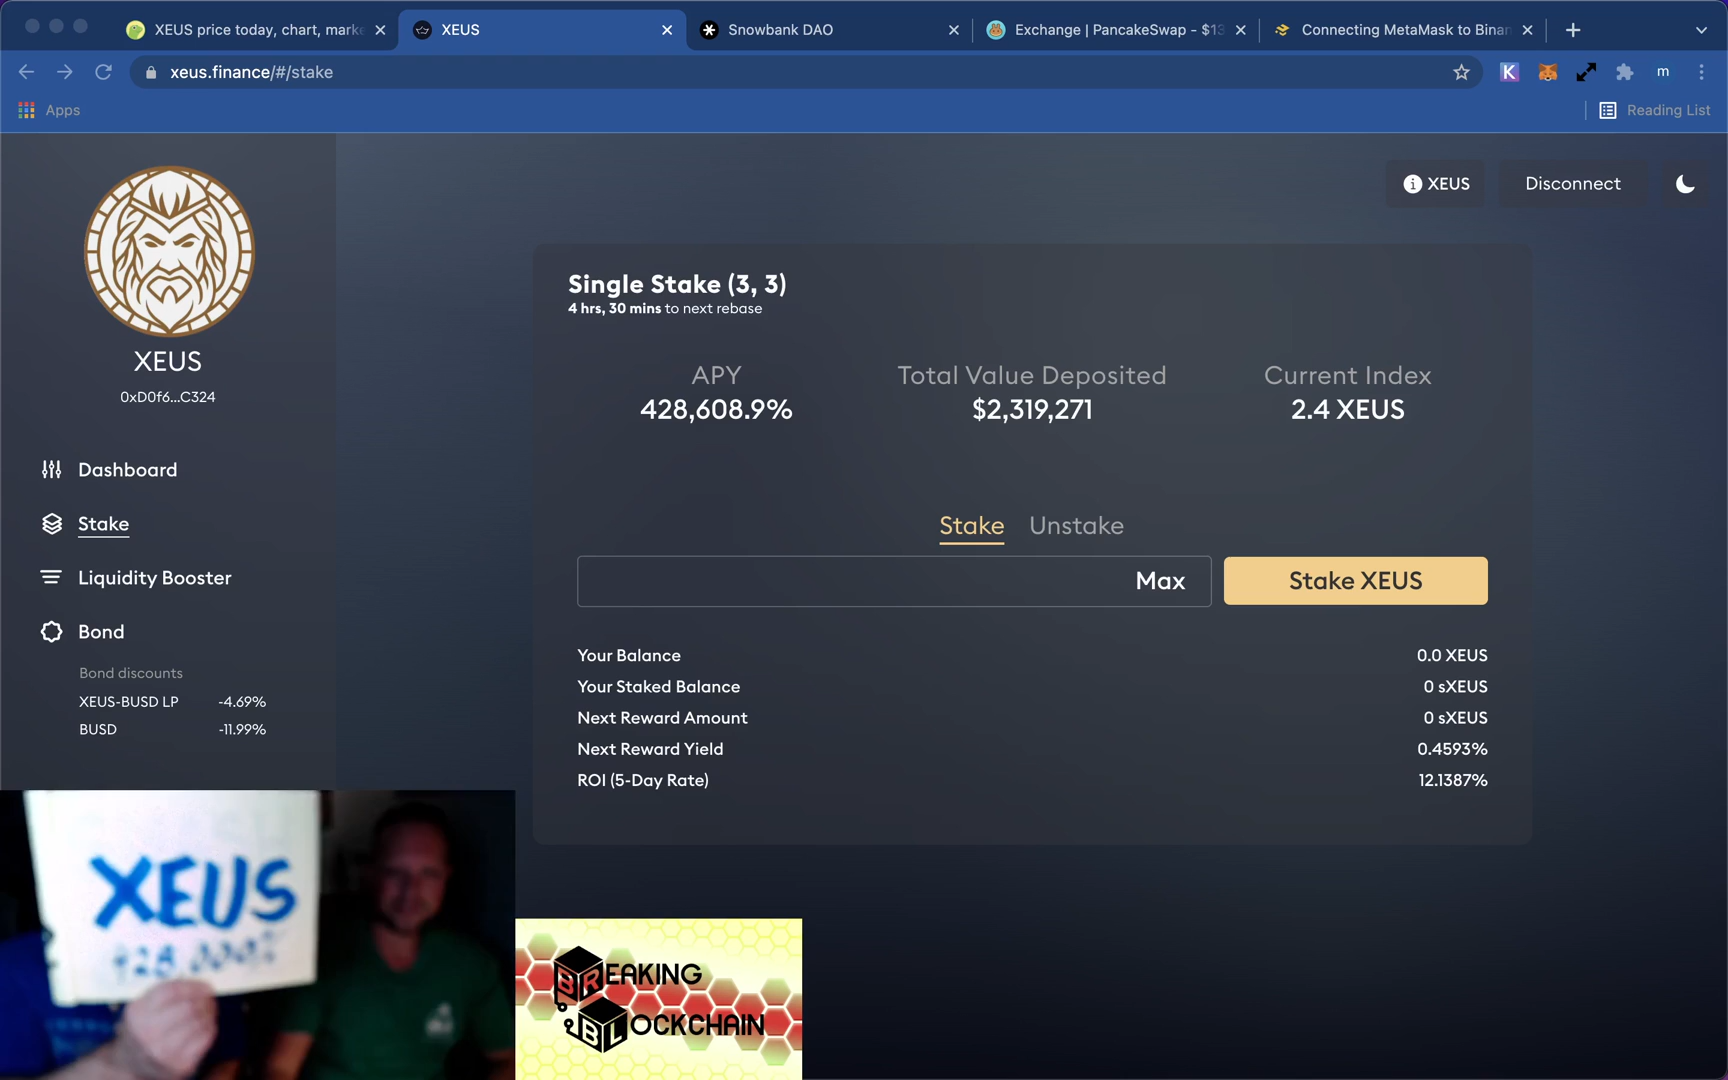 XEUS price today, chart, marke
XEUS
Snowbank DAO
Exchange | PancakeSwap - $13
Connecting MetaMask to Binan
xeus.finance/#/stake
K
m
Apps
Reading List
XEUS
Disconnect
XEUS
0xD0f6...C324
Dashboard
Stake
Liquidity Booster
Bond
Bond discounts
XEUS-BUSD LP -4.69%
BUSD -11.99%
Single Stake (3, 3)
4 hrs, 30 mins to next rebase
APY
428,608.9%
Total Value Deposited
$2,319,271
Current Index
2.4 XEUS
Stake Unstake
Max
Stake XEUS
Your Balance 0.0 XEUS
Your Staked Balance 0 sXEUS
Next Reward Amount 0 sXEUS
Next Reward Yield 0.4593%
ROI (5-Day Rate) 12.1387%
XEUS
BREAKING
BLOCKCHAIN